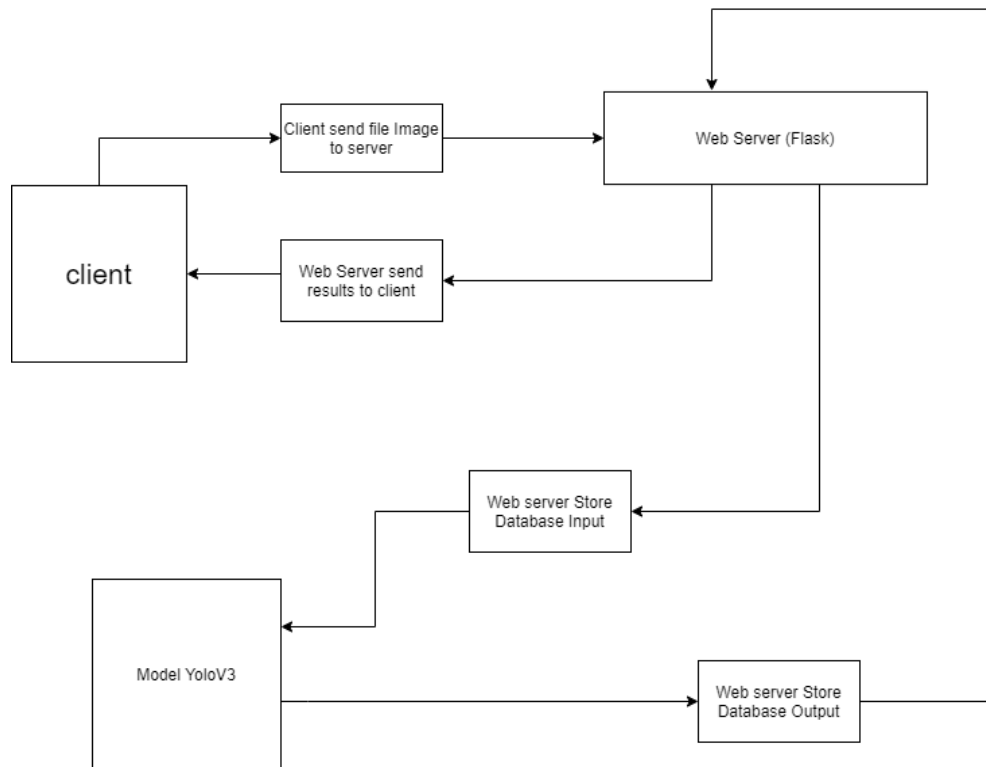 Client send file Image
to server
Web Server (Flask)
client
Web Server send
results to client
Web server Store
Database Input
Model YoloV3
Web server Store
Database Output